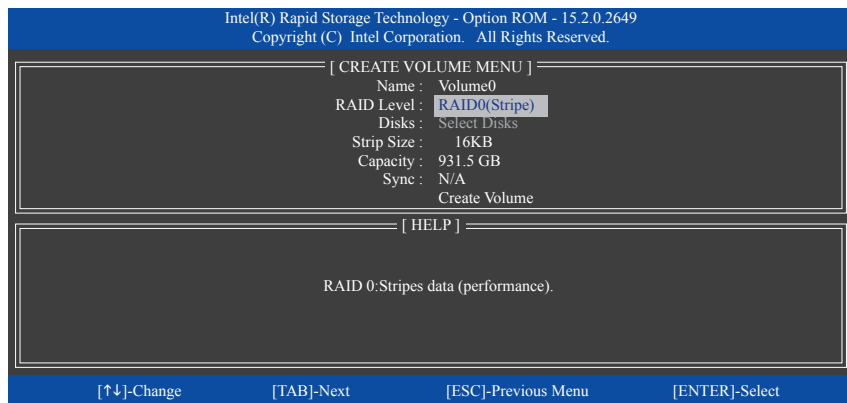 Intel(R) Rapid Storage Technology - Option ROM - 15.2.0.2649
Copyright (C) Intel Corporation. All Rights Reserved.
[ CREATE VOLUME MENU ]
Name : Volume0
RAID Level : RAID0(Stripe)
Disks : Select Disks
Strip Size : 16KB
Capacity : 931.5 GB
Sync : N/A
Create Volume
[ HELP ]
RAID 0:Stripes data (performance).
[↑↓]-Change [TAB]-Next [ESC]-Previous Menu [ENTER]-Select